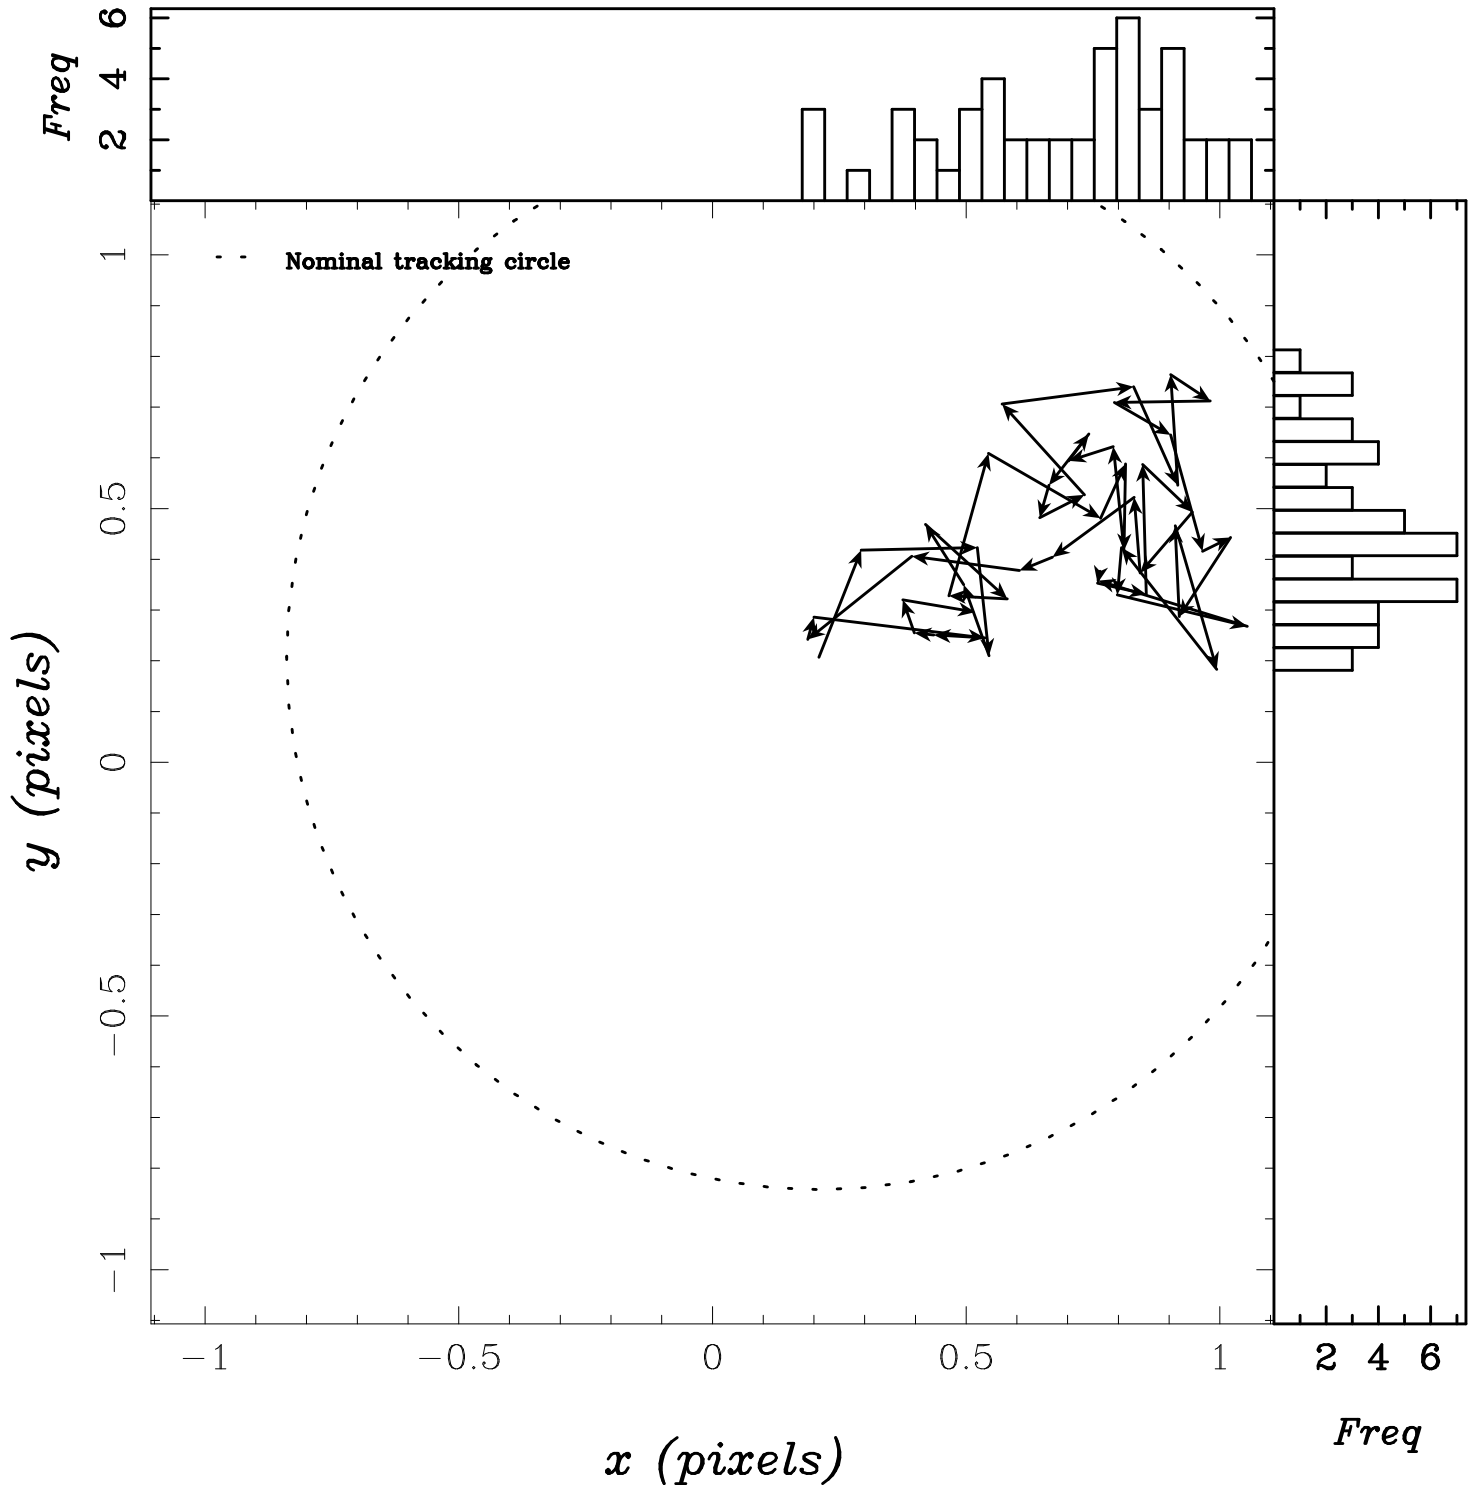 Freq
6
4
2
Nominal tracking circle
y (pixels)
1
0.5
0
−0.5
−1
−1 −0.5 0 0.5 1
2 4 6
x (pixels)
Freq